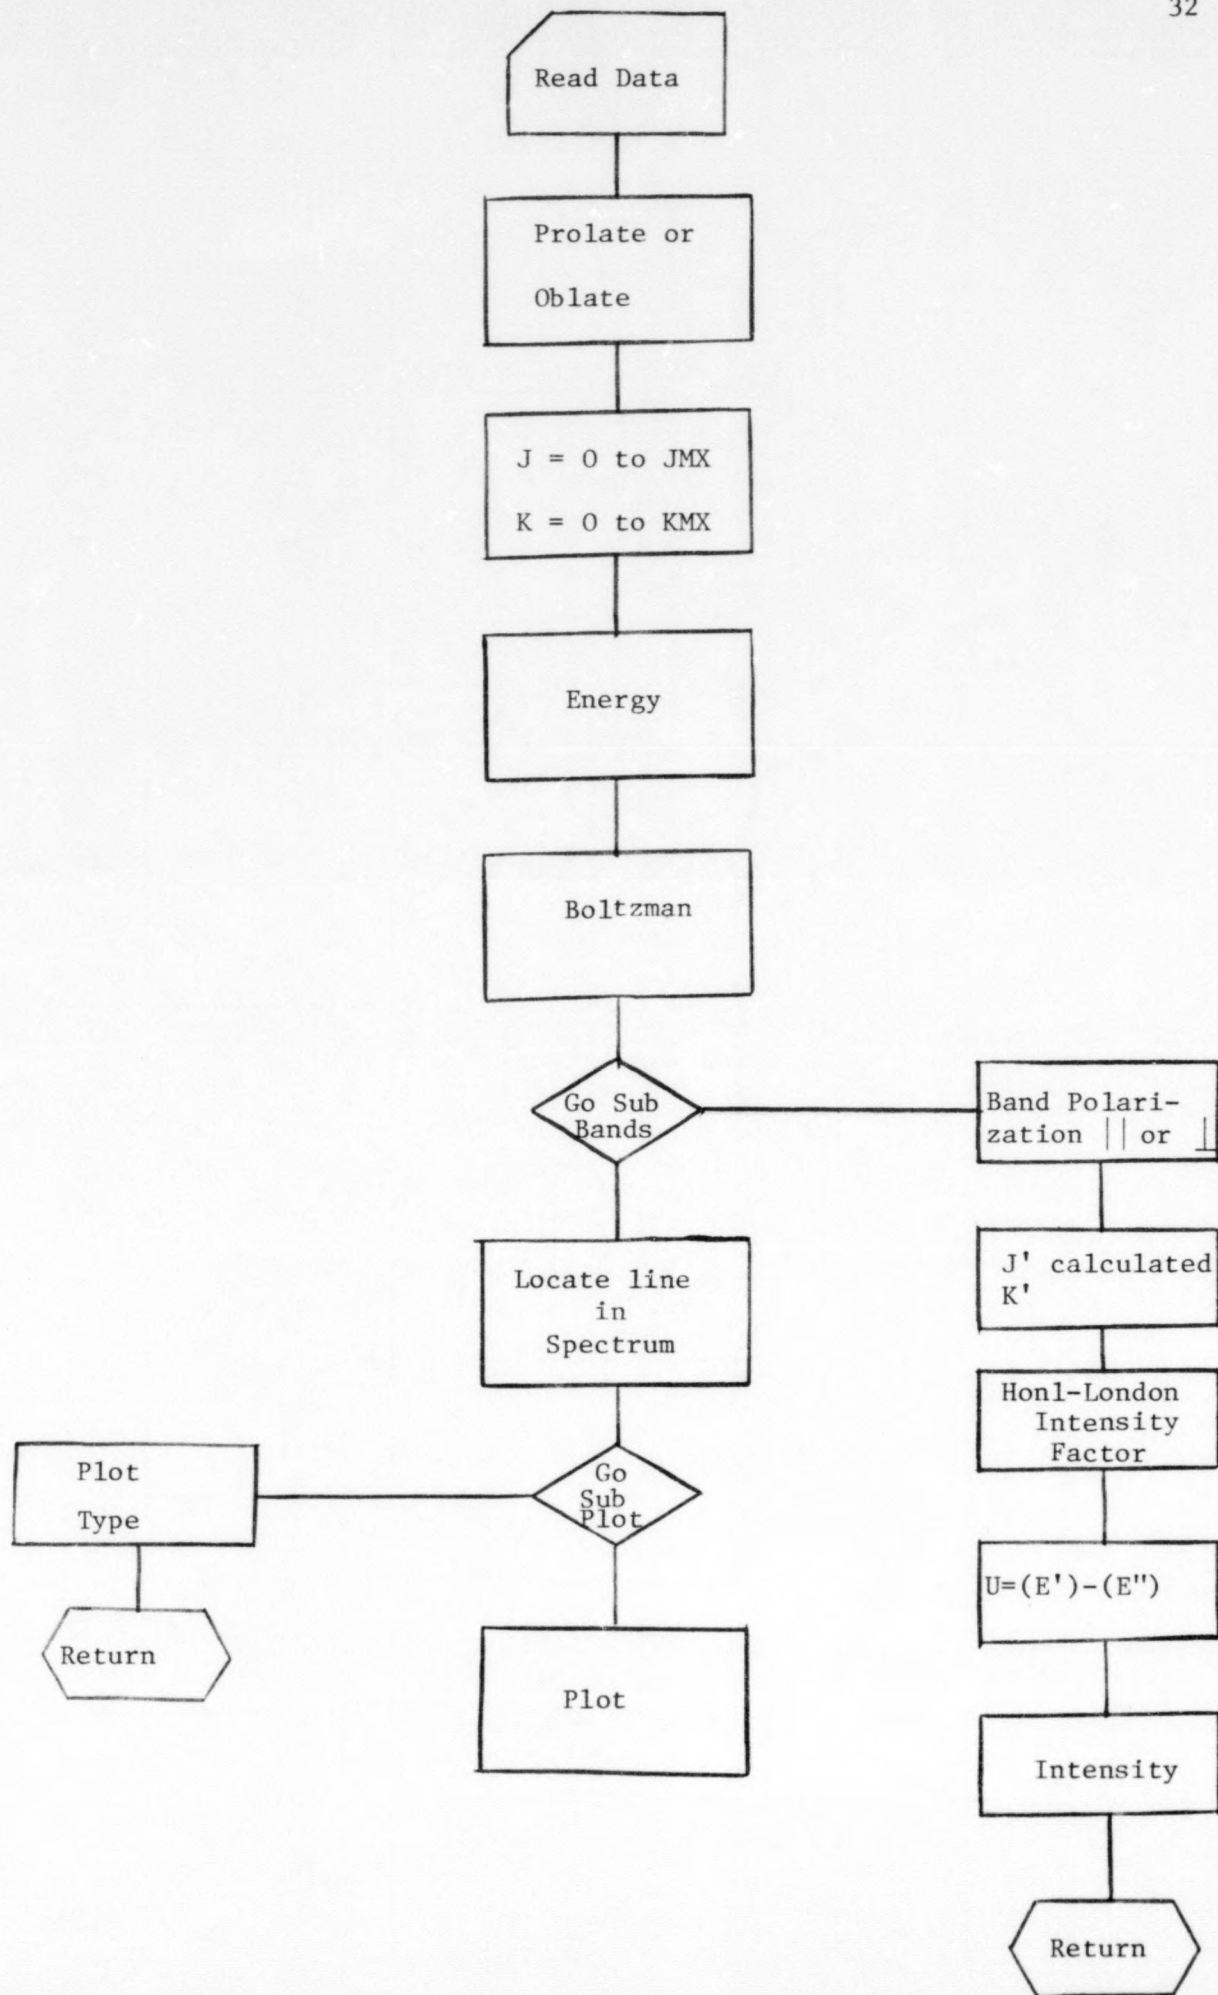 32
Read Data
Prolate or
Oblate
J = 0 to JMX
K = 0 to KMX
Energy
Boltzman
Go Sub
Bands
Band Polari-
zation || or ⊥
J' calculated
K'
Honl-London
Intensity
Factor
U=(E')-(E")
Intensity
Return
Locate line
in
Spectrum
Go
Sub
Plot
Plot
Type
Return
Plot